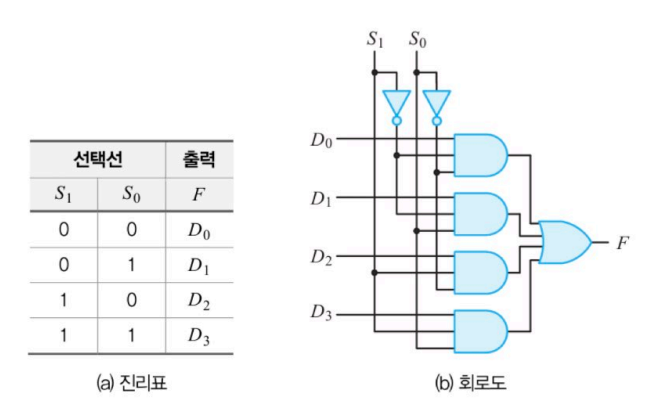 선택선 출력
S₁ S₀ F
0 0 D₀
0 1 D₁
1 0 D₂
1 1 D₃
(a) 진리표
S₁ S₀
D₀
D₁
D₂
D₃
F
(b) 회로도